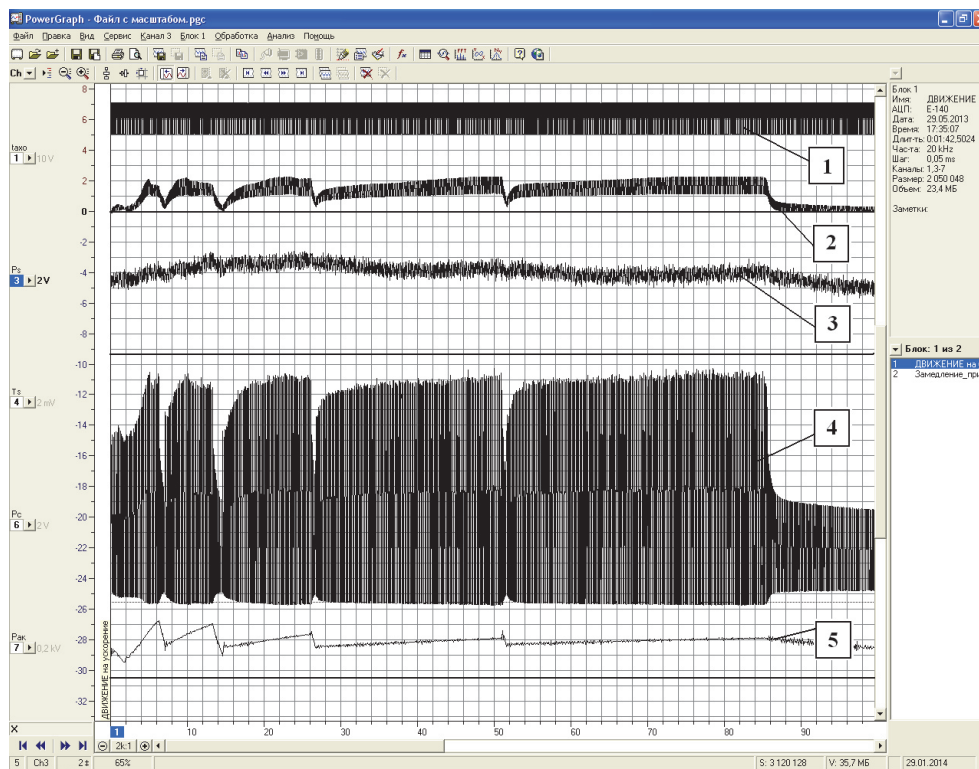 PowerGraph - Файл с масштабом.pgc
Файл Правка Вид Сервис Канал 3 Блок 1 Обработка Анализ Помощь
Ch
8
6
4
2
0
-2
-4
-6
-8
-10
-12
-14
-16
-18
-20
-22
-24
-26
-28
-30
-32
taxo
1 10 V
Ps
3 2 V
Ts
4 2 mV
Pc
6 2 V
Рак
7 0,2 kV
1
2
3
4
5
ДВИЖЕНИЕ на ускорение
1 10 20 30 40 50 60 70 80 90
Блок 1
Имя: ДВИЖЕНИЕ
АЦП: E-140
Дата: 29.05.2013
Время: 17:35:07
Длит-ть: 0:01:42,5024
Час-та: 20 kHz
Шаг: 0,05 ms
Каналы: 1,3-7
Размер: 2 050 048
Объем: 23,4 МБ
Заметки:
Блок: 1 из 2
1 ДВИЖЕНИЕ на
2 Замедление_при
X
2k:1
5 Ch3 2 65% S: 3 120 128 V: 35,7 МБ 29.01.2014